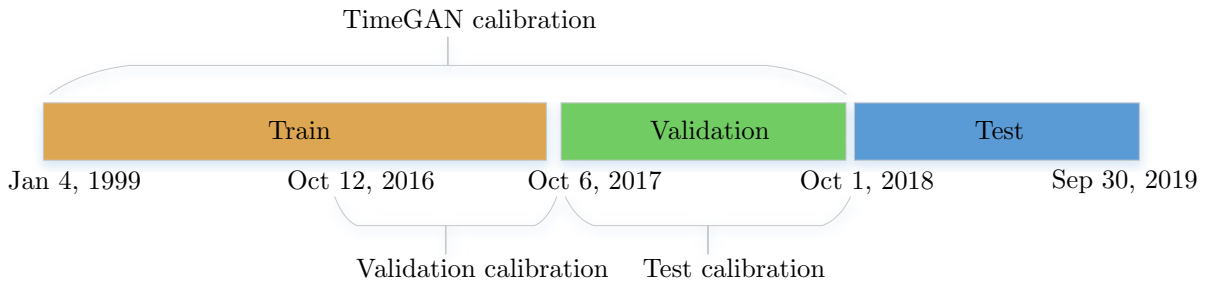 TimeGAN calibration
Train Validation Test
Jan 4, 1999 Oct 12, 2016 Oct 6, 2017 Oct 1, 2018 Sep 30, 2019
Validation calibration Test calibration